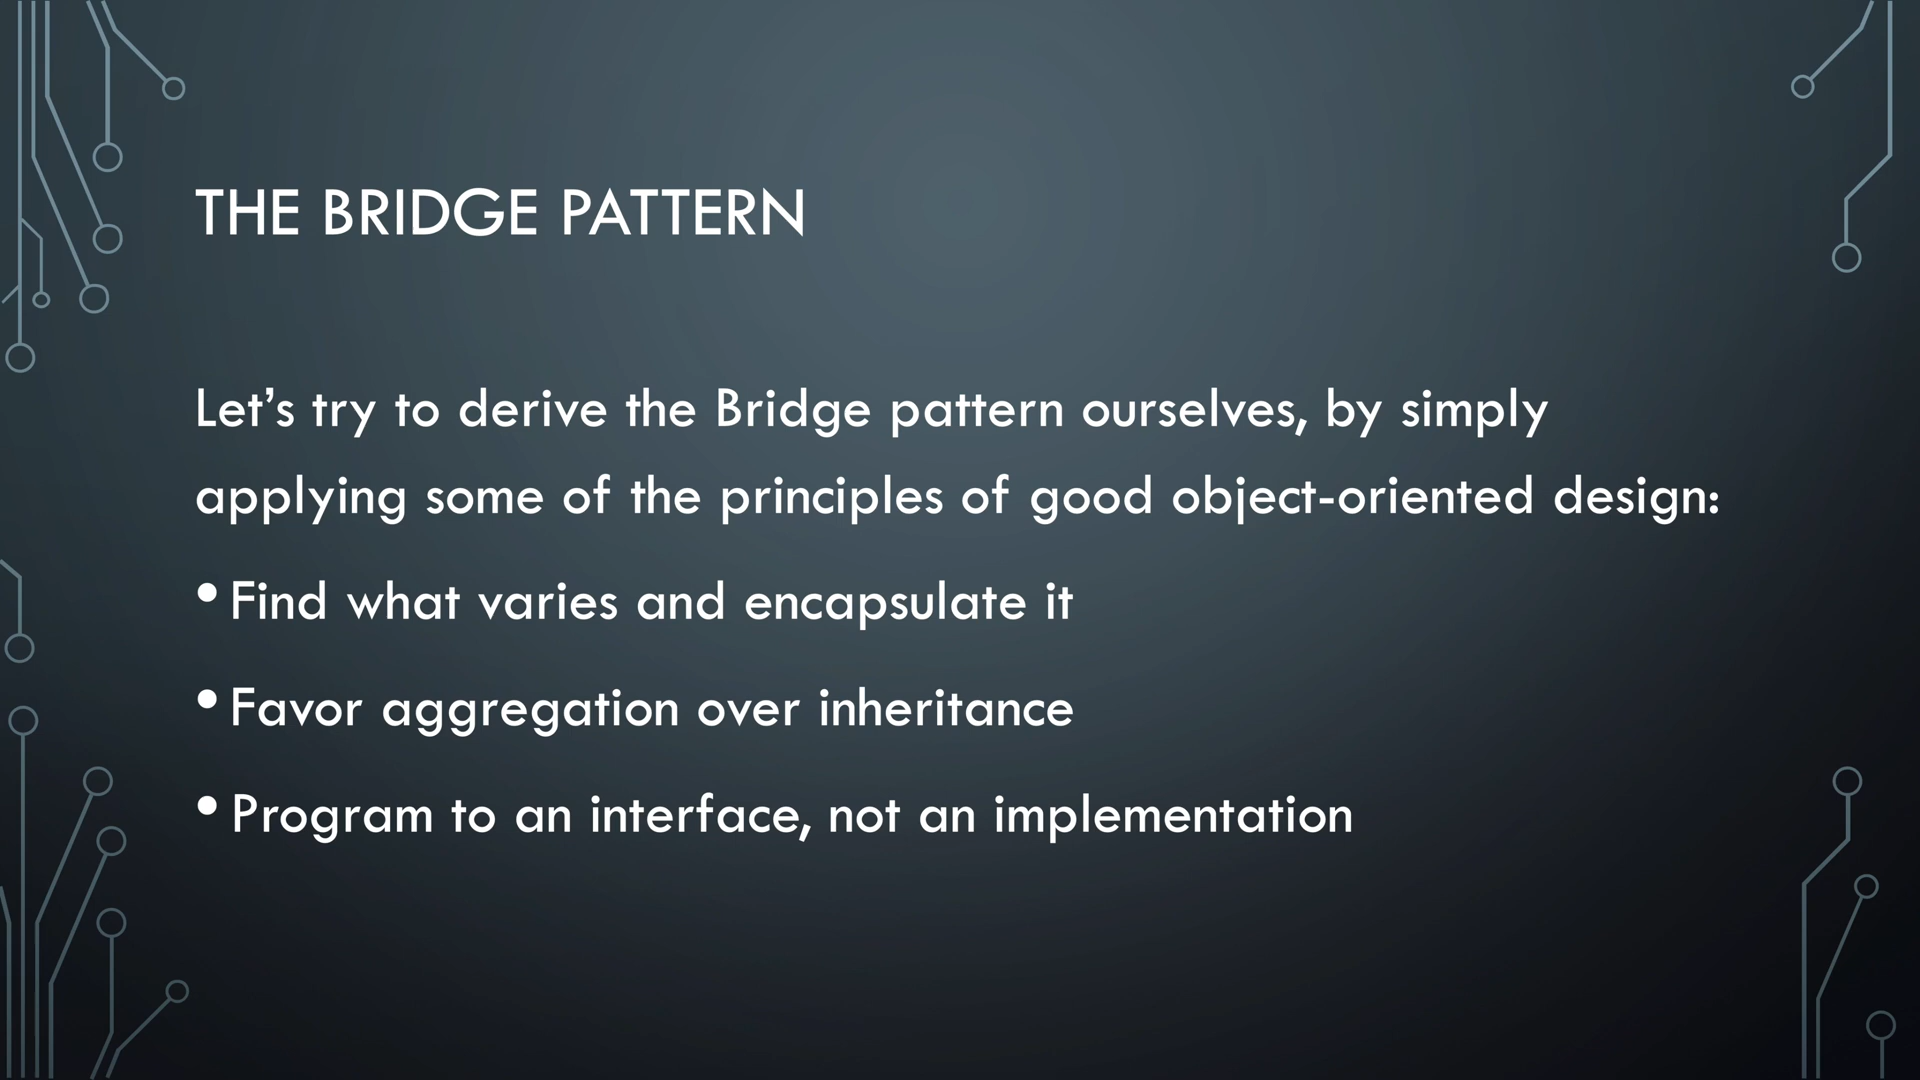 THE BRIDGE PATTERN
Let’s try to derive the Bridge pattern ourselves, by simply
applying some of the principles of good object-oriented design:
• Find what varies and encapsulate it
• Favor aggregation over inheritance
• Program to an interface, not an implementation